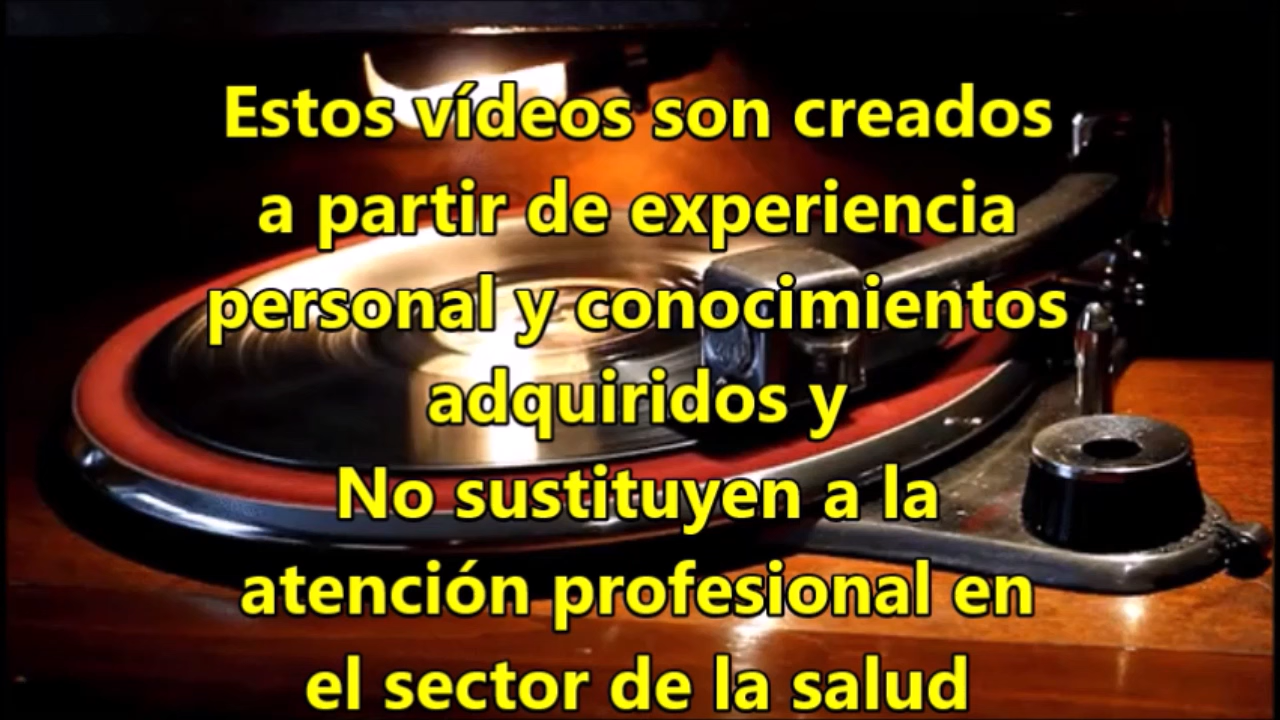 Estos vídeos son creados
a partir de experiencia
personal y conocimientos
adquiridos y
No sustituyen a la
atención profesional en
el sector de la salud